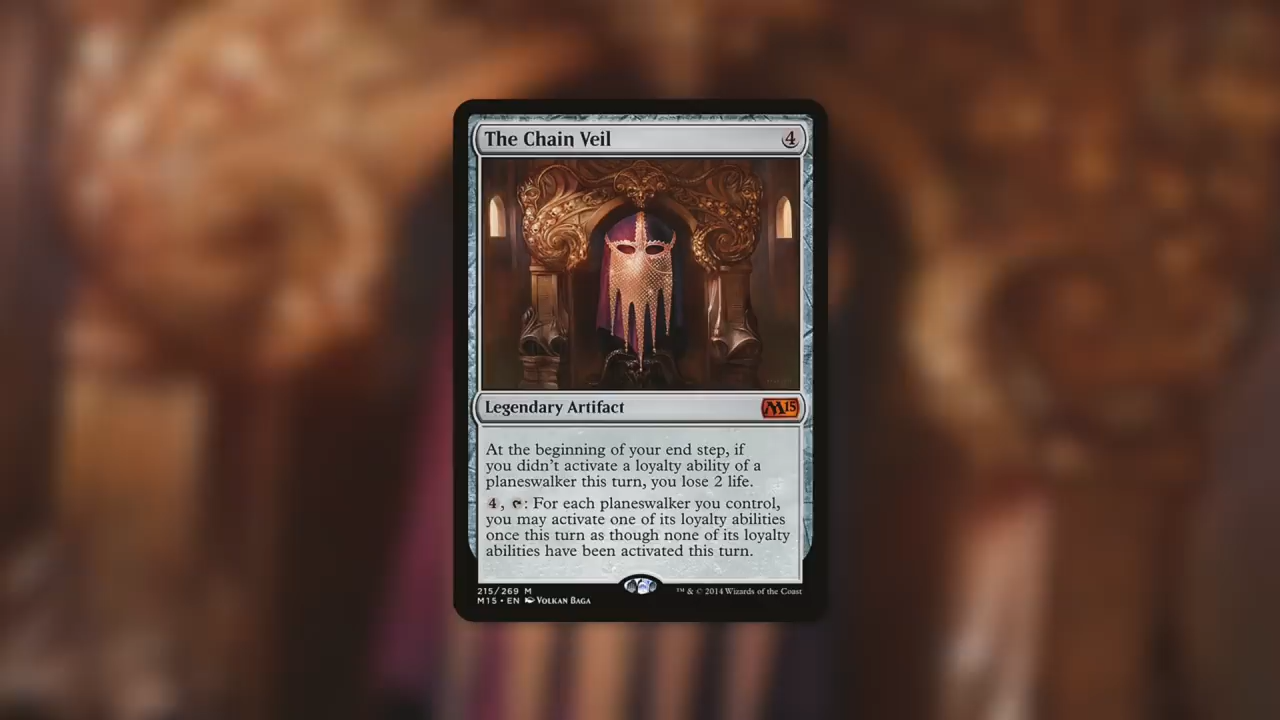 The Chain Veil 4
Legendary Artifact M15
At the beginning of your end step, if
you didn't activate a loyalty ability of a
planeswalker this turn, you lose 2 life.
4, : For each planeswalker you control,
you may activate one of its loyalty abilities
once this turn as though none of its loyalty
abilities have been activated this turn.
215/269 M
M15 • EN VOLKAN BAGA
™ & © 2014 Wizards of the Coast